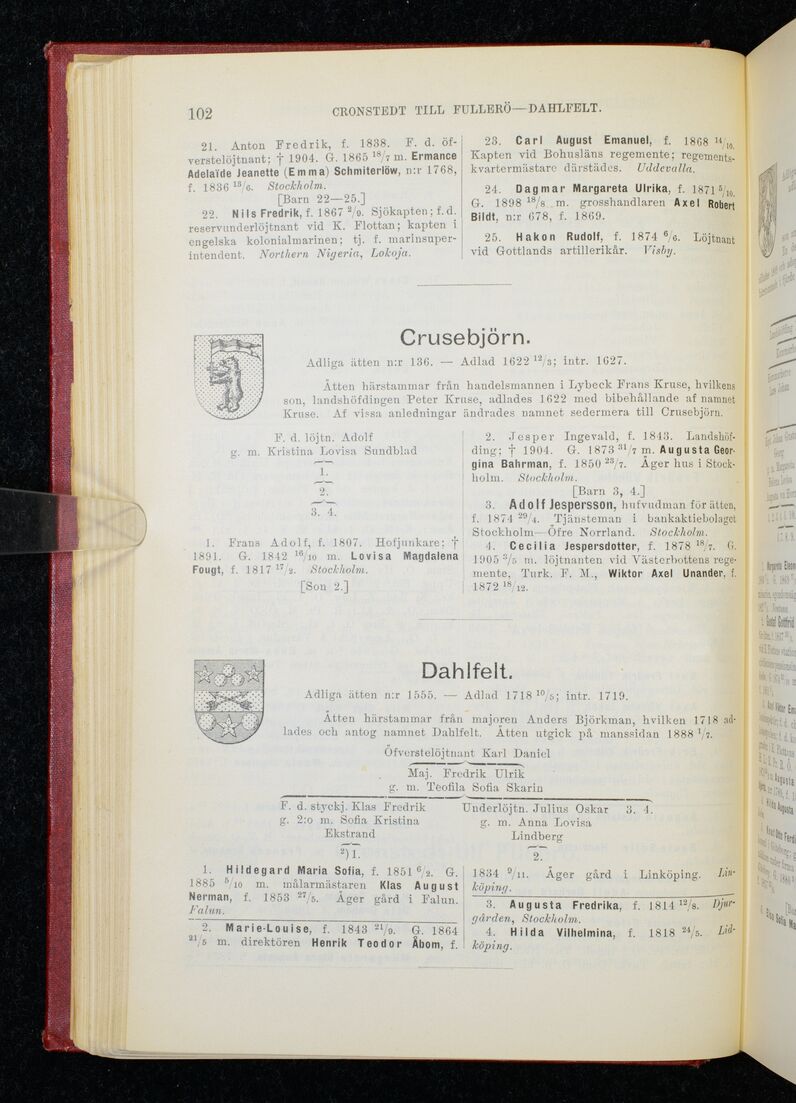 102
CRONSTEDT TILL FULLERÖ—DAHLFELT.
21. Anton Fredrik, f. 1838. F. d. öf-
verstelöjtnant; † 1904. G. 1865 18/7 m. Ermance
Adelaïde Jeanette (Emma) Schmiterlöw, n:r 1768,
f. 1836 13/6. Stockholm.
[Barn 22—25.]
22. Nils Fredrik, f. 1867 2/9. Sjökapten; f. d.
reservunderlöjtnant vid K. Flottan; kapten i
engelska kolonialmarinen; tj. f. marinsuper-
intendent. Northern Nigeria, Lokoja.
23. Carl August Emanuel, f. 1868 14/10.
Kapten vid Bohusläns regemente; regements-
kvartermästare därstädes. Uddevalla.
24. Dagmar Margareta Ulrika, f. 1871 5/10.
G. 1898 18/8 m. grosshandlaren Axel Robert
Bildt, n:r 678, f. 1869.
25. Hakon Rudolf, f. 1874 6/6. Löjtnant
vid Gottlands artillerikår. Visby.
Crusebjörn.
Adliga ätten n:r 136. — Adlad 1622 12/3; intr. 1627.
Ätten härstammar från handelsmannen i Lybeck Frans Kruse, hvilkens
son, landshöfdingen Peter Kruse, adlades 1622 med bibehållande af namnet
Kruse. Af vissa anledningar ändrades namnet sedermera till Crusebjörn.
F. d. löjtn. Adolf
g. m. Kristina Lovisa Sundblad
1.
2.
3. 4.
1. Frans Adolf, f. 1807. Hofjunkare; †
1891. G. 1842 16/10 m. Lovisa Magdalena
Fougt, f. 1817 17/2. Stockholm.
[Son 2.]
2. Jesper Ingevald, f. 1843. Landshöf-
ding; † 1904. G. 1873 31/7 m. Augusta Geor-
gina Bahrman, f. 1850 23/7. Äger hus i Stock-
holm. Stockholm.
[Barn 3, 4.]
3. Adolf Jespersson, hufvudman för ätten,
f. 1874 29/4. Tjänsteman i bankaktiebolaget
Stockholm—Öfre Norrland. Stockholm.
4. Cecilia Jespersdotter, f. 1878 18/7. G.
1905 3/5 m. löjtnanten vid Västerbottens rege-
mente, Turk. F. M., Wiktor Axel Unander, f.
1872 18/12.
Dahlfelt.
Adliga ätten n:r 1555. — Adlad 1718 10/5; intr. 1719.
Ätten härstammar från majoren Anders Björkman, hvilken 1718 ad-
lades och antog namnet Dahlfelt. Ätten utgick på manssidan 1888 1/7.
Öfverstelöjtnant Karl Daniel
Maj. Fredrik Ulrik
g. m. Teofila Sofia Skarin
F. d. styckj. Klas Fredrik
g. 2:o m. Sofia Kristina
Ekstrand
2) 1.
Underlöjtn. Julius Oskar 3. 4.
g. m. Anna Lovisa
Lindberg
2.
1. Hildegard Maria Sofia, f. 1851 6/2. G.
1885 5/10 m. målarmästaren Klas August
Nerman, f. 1853 27/5. Äger gård i Falun.
Falun.
2. Marie-Louise, f. 1843 21/9. G. 1864
21/5 m. direktören Henrik Teodor Åbom, f.
1834 9/11. Äger gård i Linköping. Lin-
köping.
3. Augusta Fredrika, f. 1814 12/8. Djur-
gården, Stockholm.
4. Hilda Vilhelmina, f. 1818 24/5. Lid-
köping.